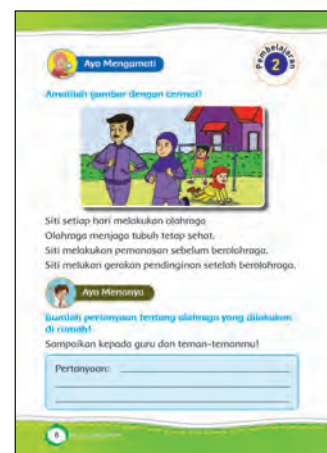 Ayo Mengamati
Pembelajaran
2
Amatilah gambar dengan cermat!
Siti setiap hari melakukan olahraga
Olahraga menjaga tubuh tetap sehat.
Siti melakukan pemanasan sebelum berolahraga.
Siti melukan gerakan pendinginan setelah berolahraga.
Ayo Menanya
Buatlah pertanyaan tentang olahraga yang dilakukan
di rumah!
Sampaikan kepada guru dan teman-temanmu!
Pertanyaan:
8